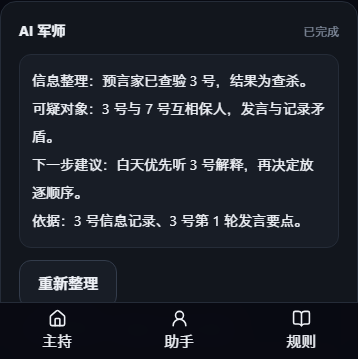 AI 军师
已完成
信息整理：预言家已查验 3 号，结果为查杀。
可疑对象：3 号与 7 号互相保人，发言与记录矛
盾。
下一步建议：白天优先听 3 号解释，再决定放
逐顺序。
依据：3 号信息记录、3 号第 1 轮发言要点。
重新整理
主持
助手
规则